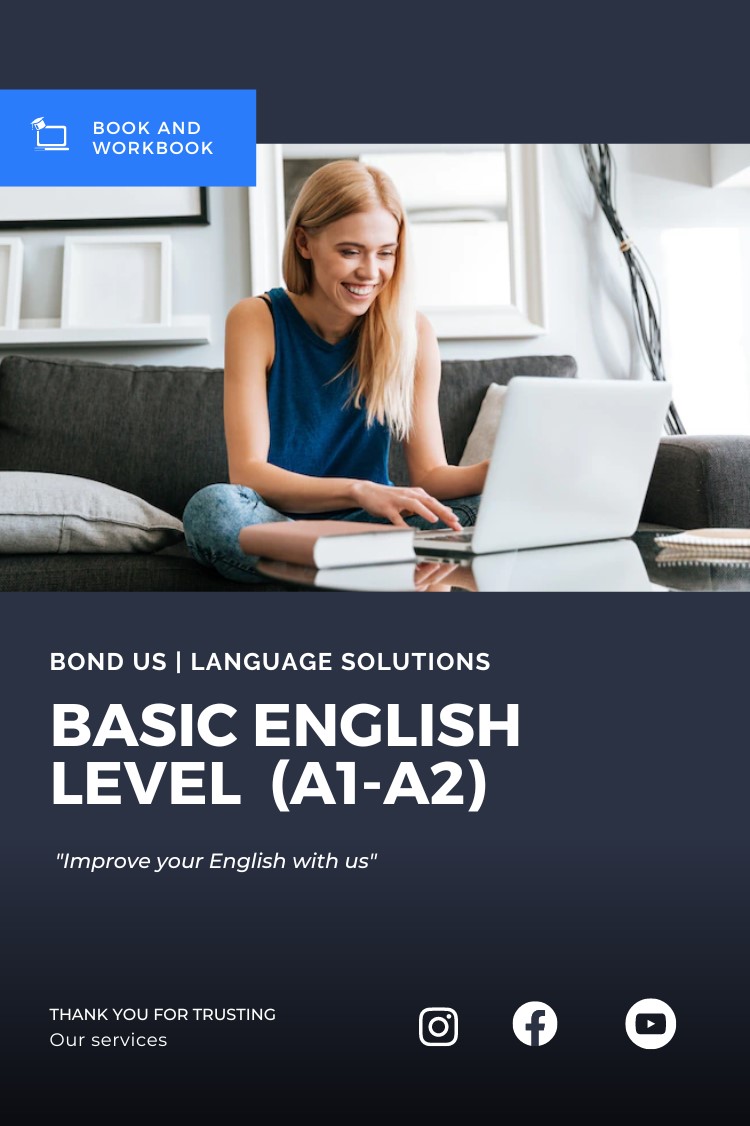 BOOK AND
WORKBOOK
BOND US | LANGUAGE SOLUTIONS
BASIC ENGLISH
LEVEL (A1-A2)
"Improve your English with us"
THANK YOU FOR TRUSTING
Our services